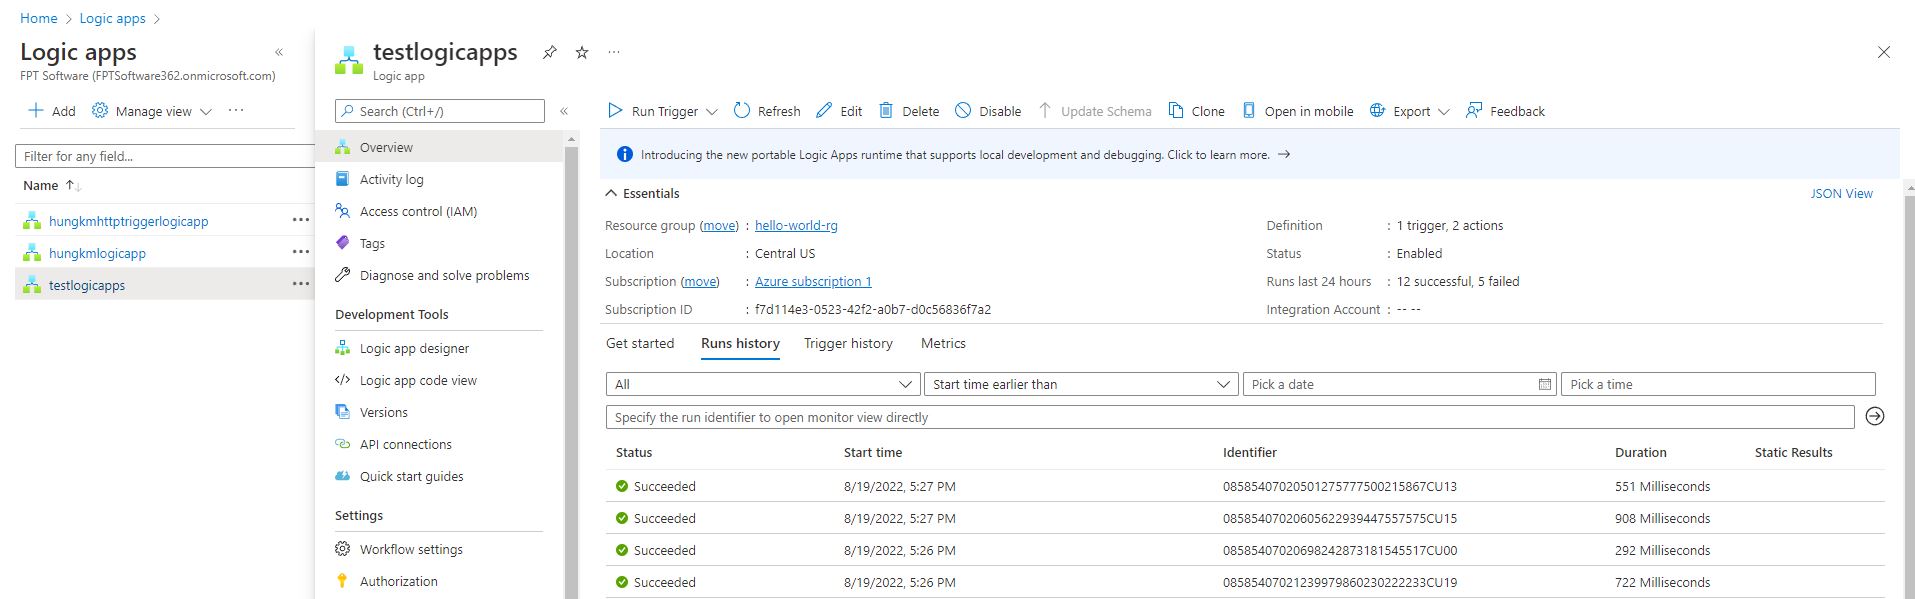 Home > Logic apps >
Logic apps «
FPT Software (FPTSoftware362.onmicrosoft.com)
+ Add Manage view ···
Filter for any field...
Name ↑↓
hungkmhttptriggerlogicapp ···
hungkmlogicapp ···
testlogicapps ···
testlogicapps ···
Logic app
Search (Ctrl+/) «
Overview
Activity log
Access control (IAM)
Tags
Diagnose and solve problems
Development Tools
Logic app designer
Logic app code view
Versions
API connections
Quick start guides
Settings
Workflow settings
Authorization
Run Trigger Refresh Edit Delete Disable Update Schema Clone Open in mobile Export Feedback
Introducing the new portable Logic Apps runtime that supports local development and debugging. Click to learn more. →
Essentials JSON View
Resource group (move) : hello-world-rg
Location : Central US
Subscription (move) : Azure subscription 1
Subscription ID : f7d114e3-0523-42f2-a0b7-d0c56836f7a2
Definition : 1 trigger, 2 actions
Status : Enabled
Runs last 24 hours : 12 successful, 5 failed
Integration Account : -- --
Get started Runs history Trigger history Metrics
All Start time earlier than Pick a date Pick a time
Specify the run identifier to open monitor view directly
Status Start time Identifier Duration Static Results
Succeeded 8/19/2022, 5:27 PM 08585407020501275777500215867CU13 551 Milliseconds
Succeeded 8/19/2022, 5:27 PM 08585407020605622939447557575CU15 908 Milliseconds
Succeeded 8/19/2022, 5:26 PM 08585407020698242873181545517CU00 292 Milliseconds
Succeeded 8/19/2022, 5:26 PM 08585407021239979860230222233CU19 722 Milliseconds